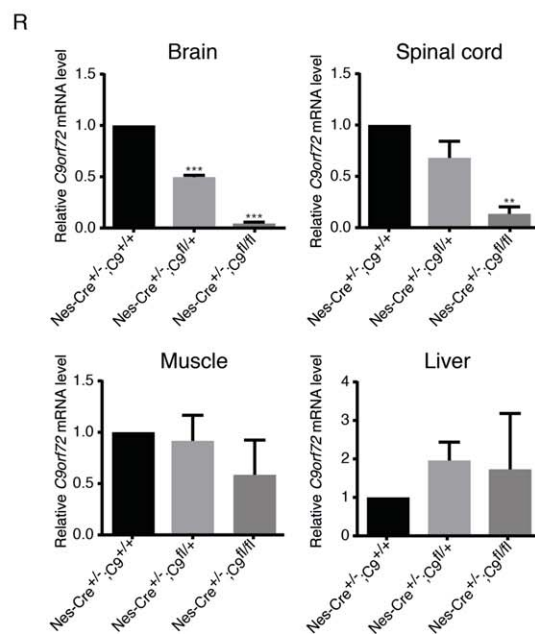 R
Brain
Relative C9orf72 mRNA level
1.5
1.0
0.5
0.0
***
***
Nes-Cre+/-;C9+/+
Nes-Cre+/-;C9fl/+
Nes-Cre+/-;C9fl/fl
Spinal cord
Relative C9orf72 mRNA level
1.5
1.0
0.5
0.0
**
Nes-Cre+/-;C9+/+
Nes-Cre+/-;C9fl/+
Nes-Cre+/-;C9fl/fl
Muscle
Relative C9orf72 mRNA level
1.5
1.0
0.5
0.0
Nes-Cre+/-;C9+/+
Nes-Cre+/-;C9fl/+
Nes-Cre+/-;C9fl/fl
Liver
Relative C9orf72 mRNA level
4
3
2
1
0
Nes-Cre+/-;C9+/+
Nes-Cre+/-;C9fl/+
Nes-Cre+/-;C9fl/fl